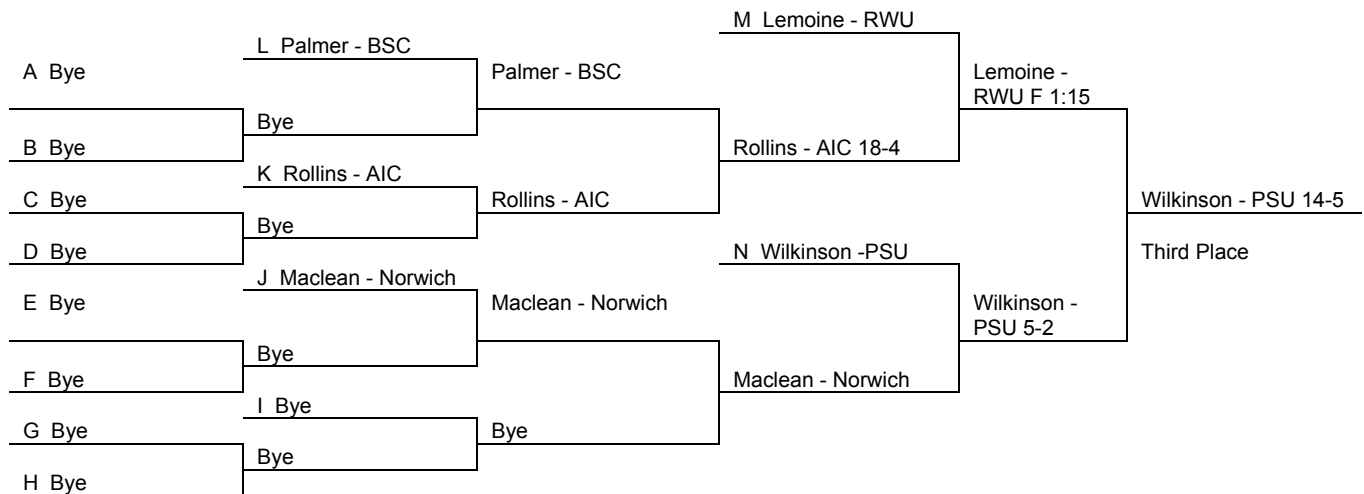 M Lemoine - RWU
L Palmer - BSC
A Bye
Palmer - BSC
Lemoine -
RWU F 1:15
Bye
B Bye
Rollins - AIC 18-4
K Rollins - AIC
C Bye
Rollins - AIC
Wilkinson - PSU 14-5
Bye
D Bye
N Wilkinson -PSU
Third Place
J Maclean - Norwich
E Bye
Maclean - Norwich
Wilkinson -
PSU 5-2
Bye
F Bye
Maclean - Norwich
I Bye
G Bye
Bye
Bye
H Bye